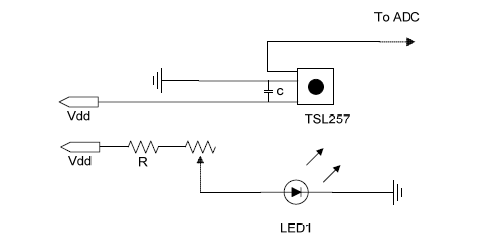 To ADC
C
Vdd
TSL257
Vdd
R
LED1